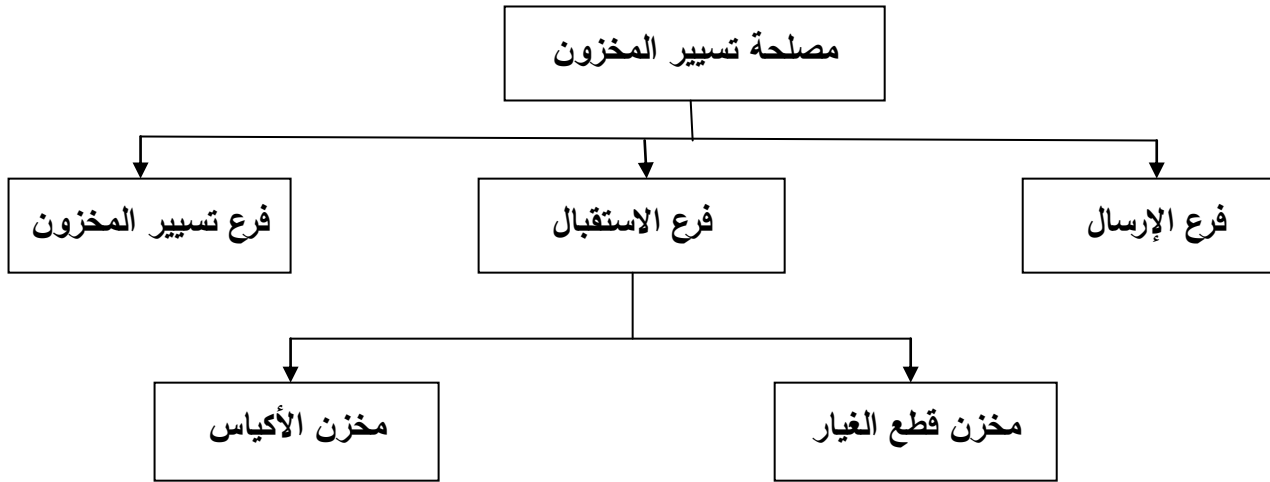 مصلحة تسيير المخزون
فرع الإرسال
فرع الاستقبال
فرع تسيير المخزون
مخزن قطع الغيار
مخزن الأكياس